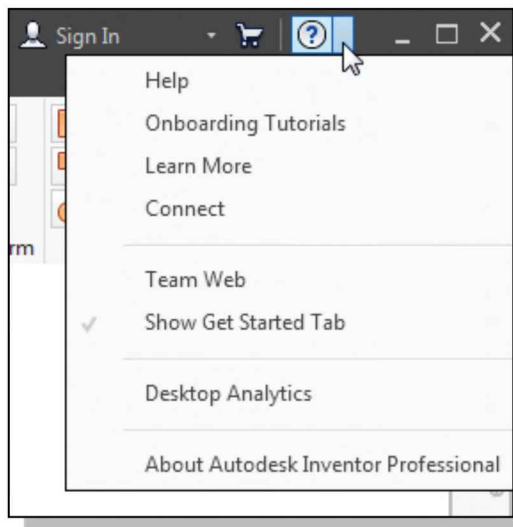 Sign In
Help
Onboarding Tutorials
Learn More
Connect
rm
Team Web
Show Get Started Tab
Desktop Analytics
About Autodesk Inventor Professional